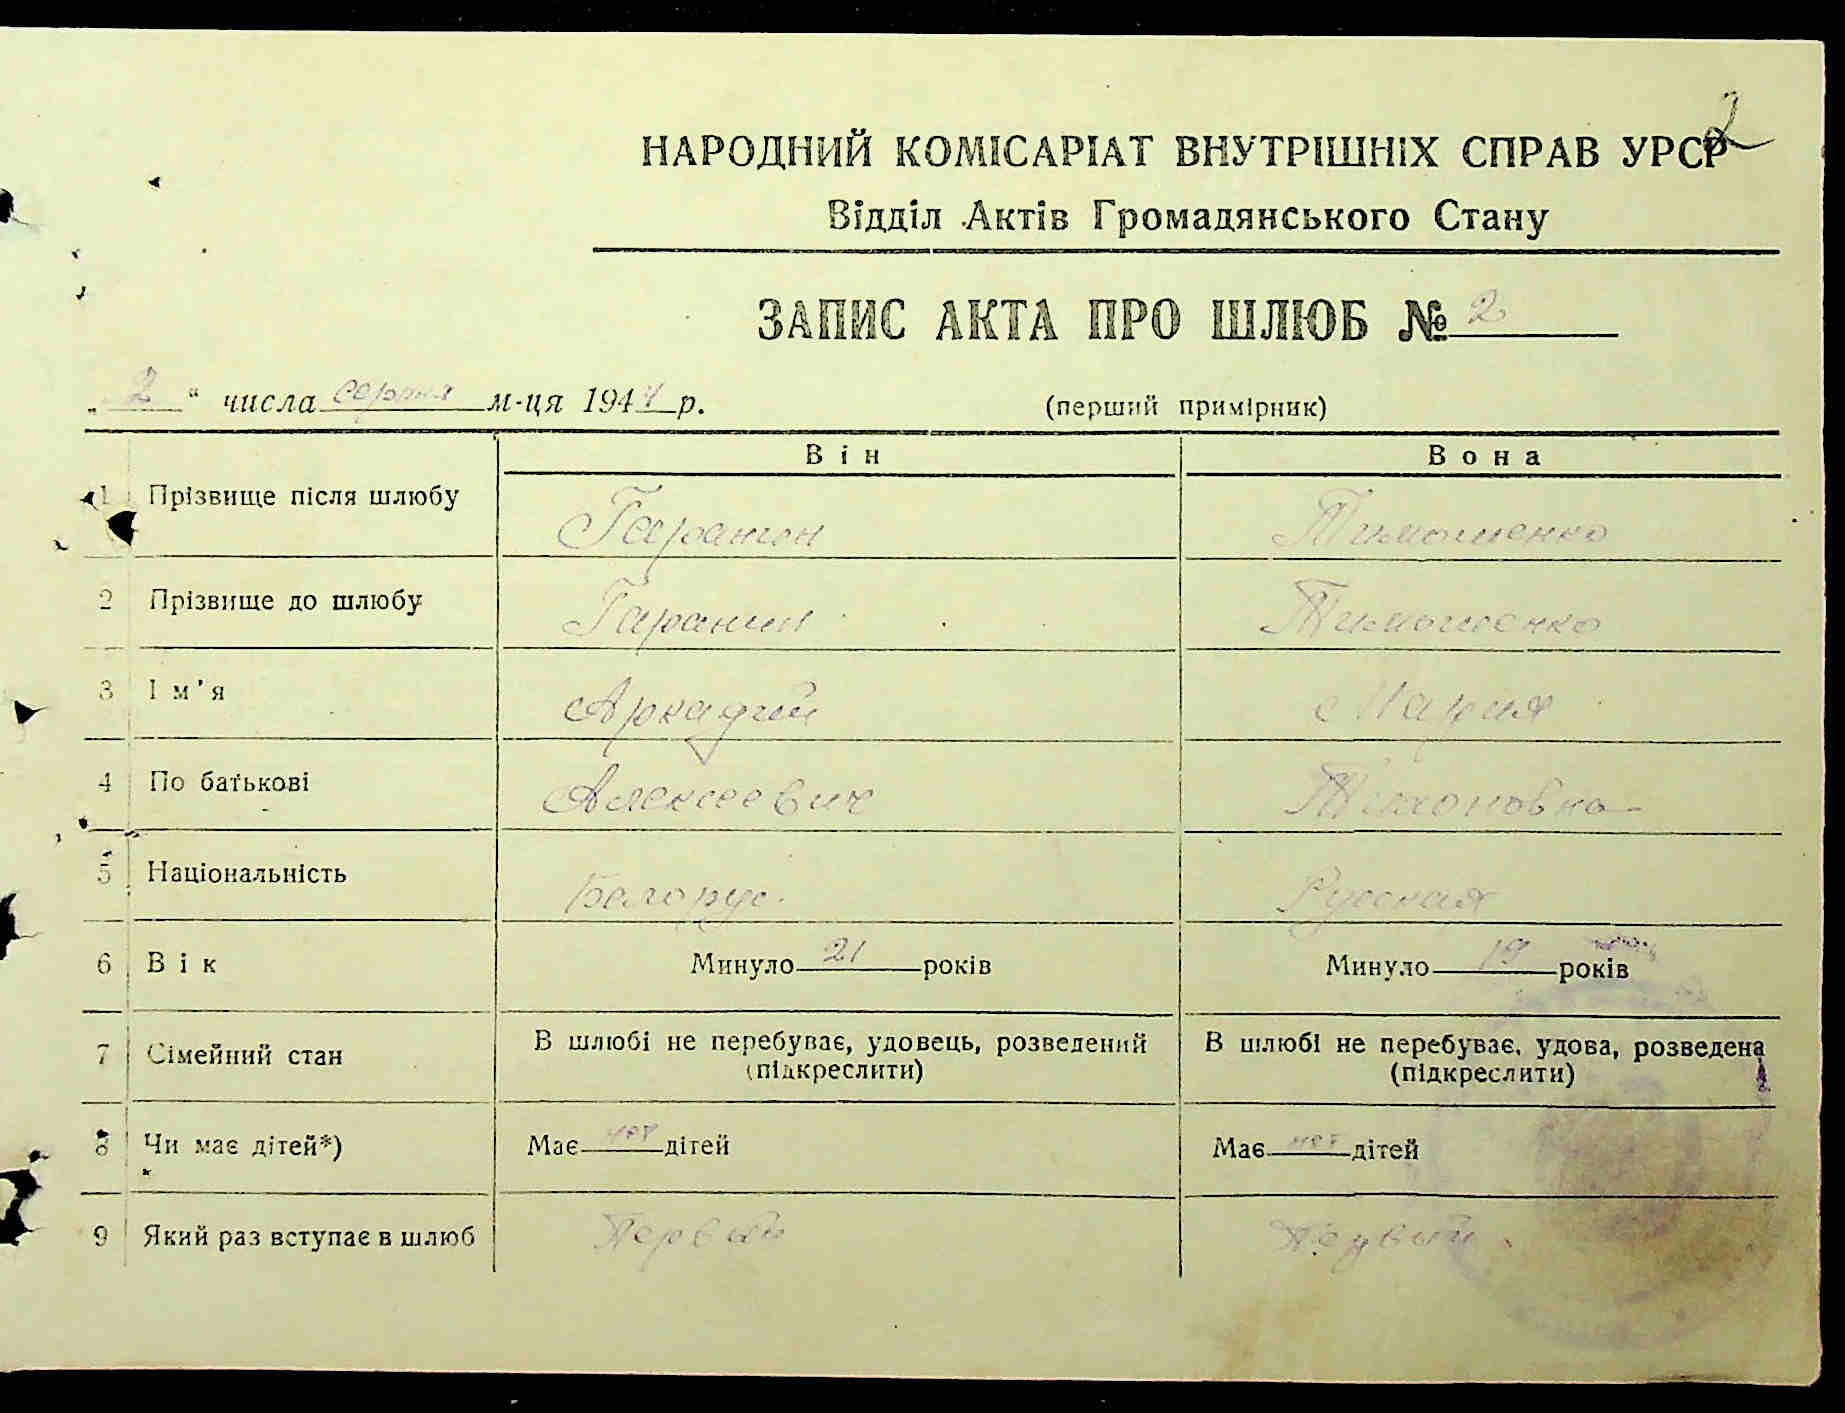 2
НАРОДНИЙ КОМІСАРІАТ ВНУТРІШНІХ СПРАВ УРСР
Відділ Актів Громадянського Стану
ЗАПИС АКТА ПРО ШЛЮБ № 2
„2“ числа серпня м-ця 1944 р. (перший примірник)
Він Вона
1 Прізвище після шлюбу Гаранин Тимошенко
2 Прізвище до шлюбу Гаранин Тимошенко
3 Ім'я Аркадий Мария
4 По батькові Алексеевич Тихоновна
5 Національність Белорус. Русская
6 Вік Минуло 21 років Минуло 19 років
7 Сімейний стан В шлюбі не перебуває, удовець, розведений В шлюбі не перебуває, удова, розведена
(підкреслити) (підкреслити)
8 Чи має дітей*) Має нет дітей Має нет дітей
9 Який раз вступає в шлюб Первый Первый